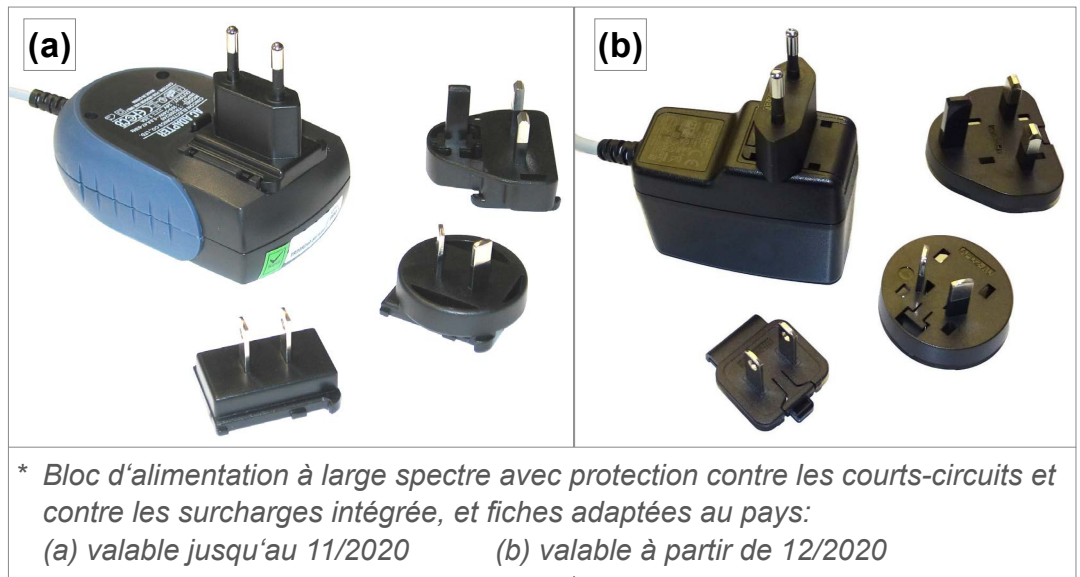 (a)
(b)
AC ADAPTER
* Bloc d‘alimentation à large spectre avec protection contre les courts-circuits et
contre les surcharges intégrée, et fiches adaptées au pays:
(a) valable jusqu‘au 11/2020 (b) valable à partir de 12/2020